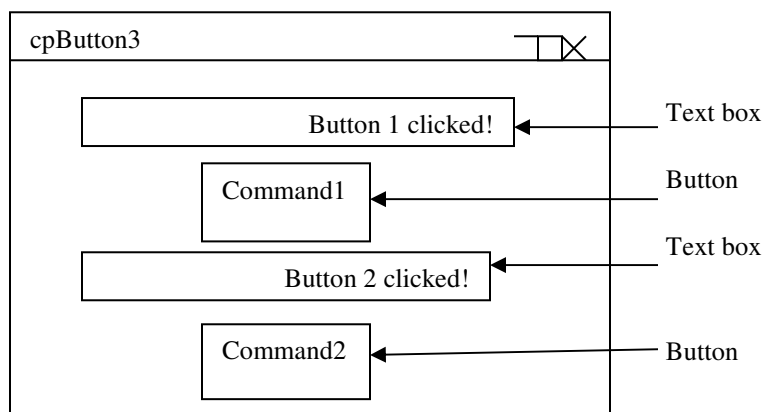 cpButton3
Button 1 clicked!
Text box
Command1
Button
Button 2 clicked!
Text box
Command2
Button